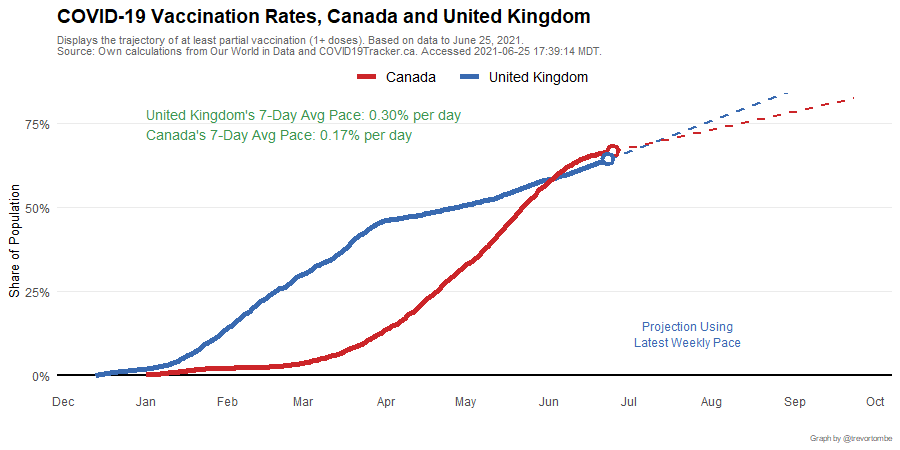 COVID-19 Vaccination Rates, Canada and United Kingdom
Displays the trajectory of at least partial vaccination (1+ doses). Based on data to June 25, 2021.
Source: Own calculations from Our World in Data and COVID19Tracker.ca. Accessed 2021-06-25 17:39:14 MDT.
Canada United Kingdom
United Kingdom's 7-Day Avg Pace: 0.30% per day
Canada's 7-Day Avg Pace: 0.17% per day
75%
50%
25%
0%
Share of Population
Projection Using
Latest Weekly Pace
Dec Jan Feb Mar Apr May Jun Jul Aug Sep Oct
Graph by @trevortombe